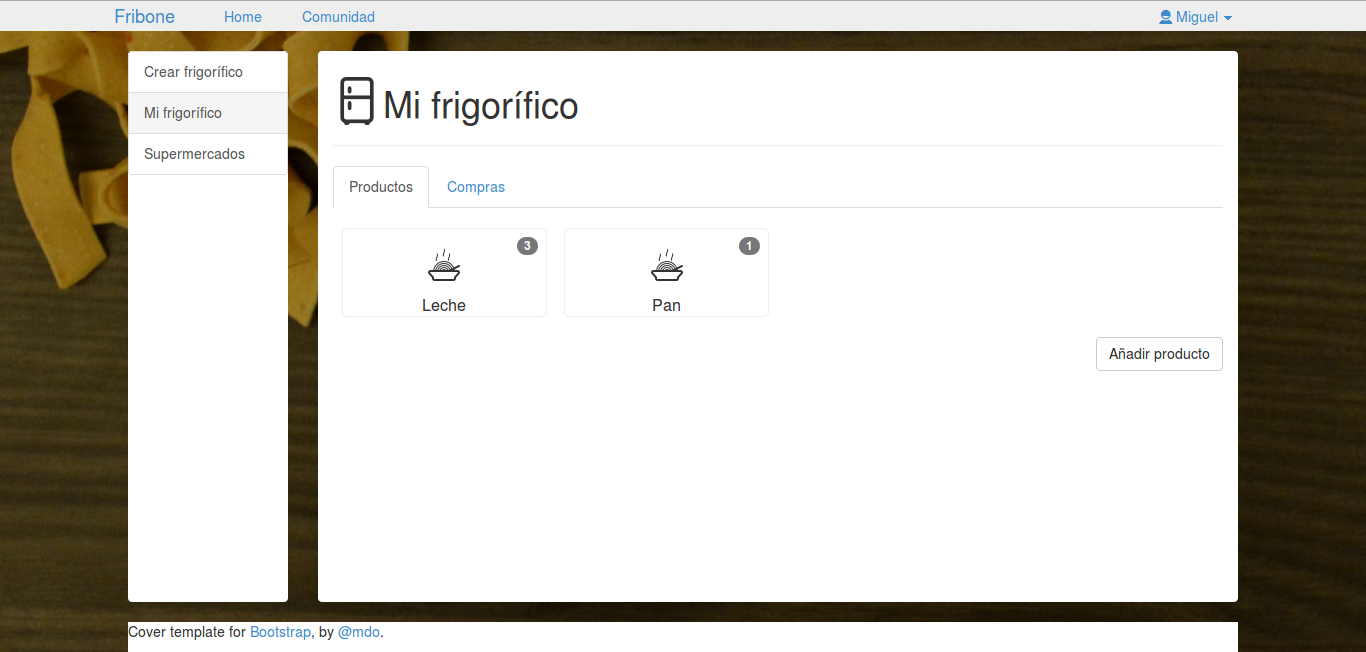 Fribone Home Comunidad Miguel
Crear frigorífico
Mi frigorífico
Supermercados
Mi frigorífico
Productos Compras
3
Leche
1
Pan
Añadir producto
Cover template for Bootstrap, by @mdo.